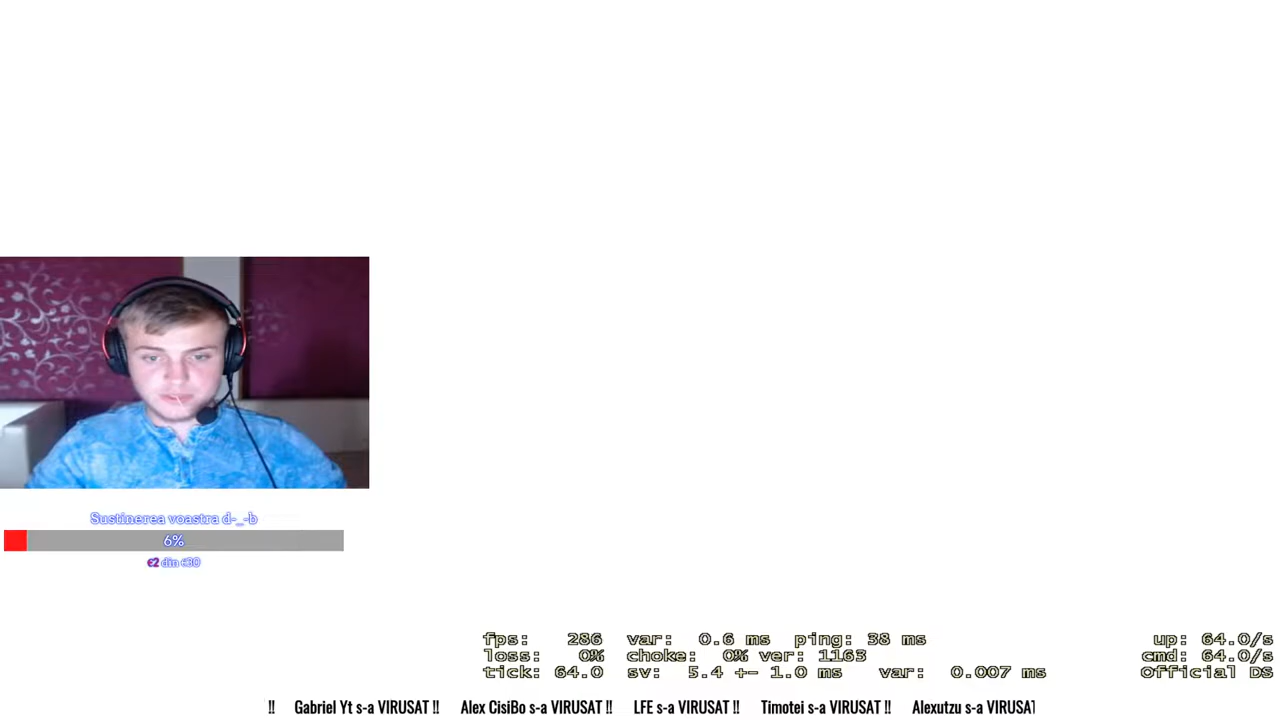 Sustinerea voastra d-_-b
6%
€2 din €30
fps: 286 var: 0.6 ms ping: 38 ms up: 64.0/s
loss: 0% choke: 0% ver: 1163 cmd: 64.0/s
tick: 64.0 sv: 5.4 +- 1.0 ms var: 0.007 ms Official DS
!! Gabriel Yt s-a VIRUSAT !! Alex CisiBo s-a VIRUSAT !! LFE s-a VIRUSAT !! Timotei s-a VIRUSAT !! Alexutzu s-a VIRUSAT